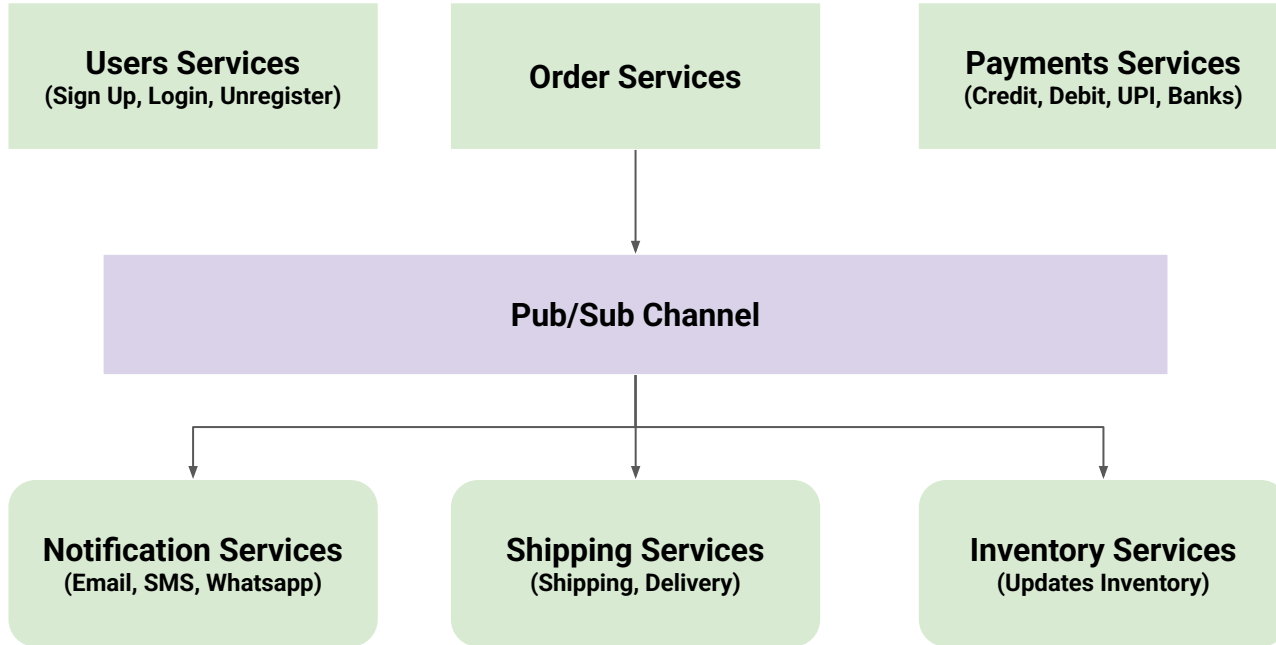 Users Services
(Sign Up, Login, Unregister)
Order Services
Payments Services
(Credit, Debit, UPI, Banks)
Pub/Sub Channel
Notification Services
(Email, SMS, Whatsapp)
Shipping Services
(Shipping, Delivery)
Inventory Services
(Updates Inventory)